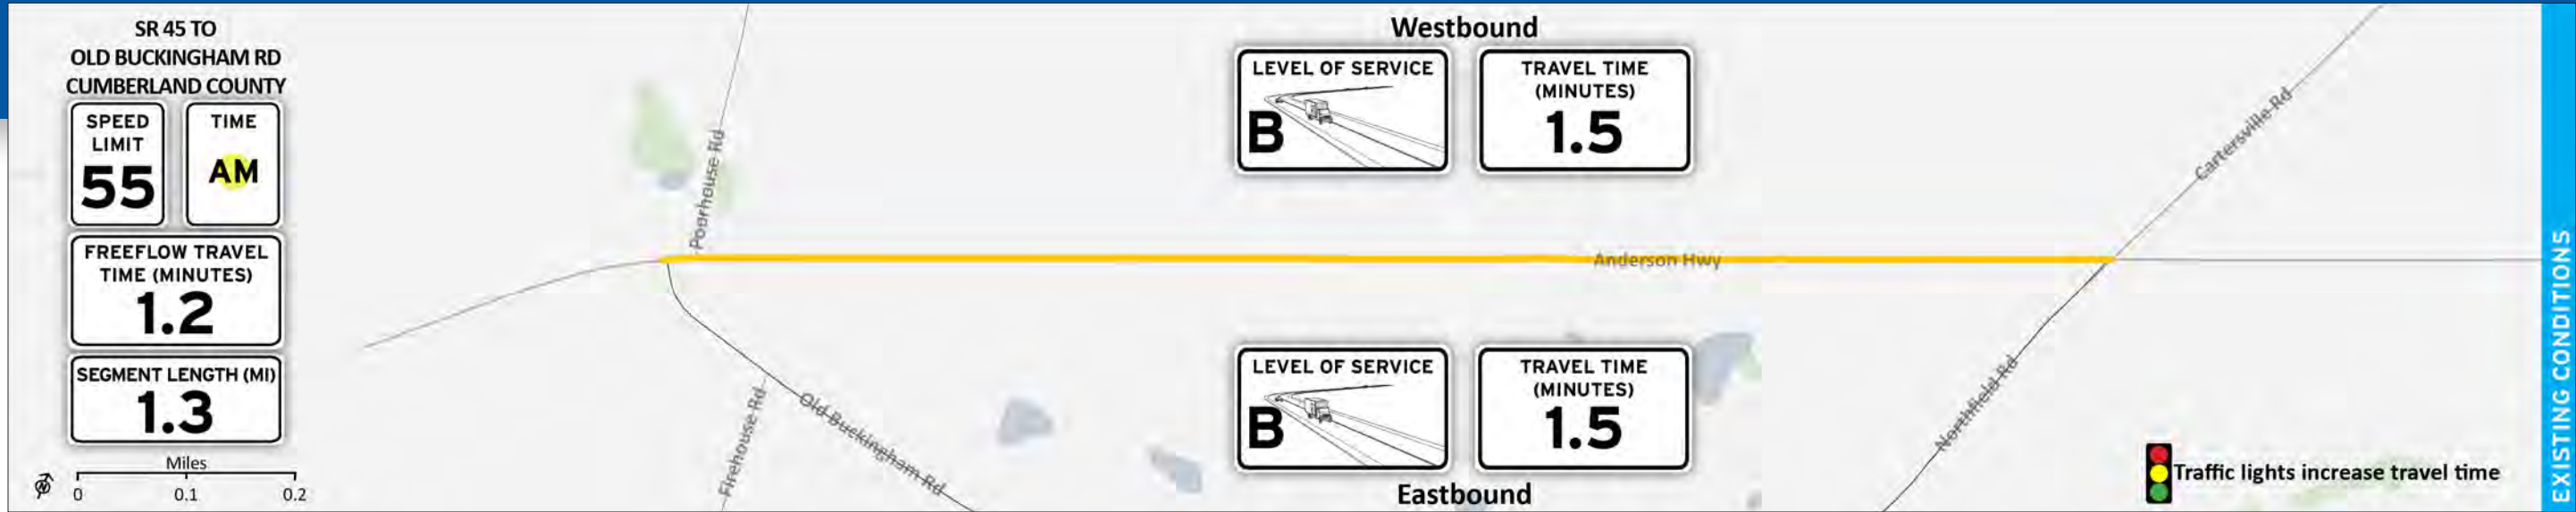 SR 45 TO
OLD BUCKINGHAM RD
CUMBERLAND COUNTY
SPEED
LIMIT
55
TIME
AM
FREEFLOW TRAVEL
TIME (MINUTES)
1.2
SEGMENT LENGTH (MI)
1.3
Miles
0 0.1 0.2
Poorhouse Rd
Firehouse Rd
Old Buckingham Rd
Westbound
LEVEL OF SERVICE
B
TRAVEL TIME
(MINUTES)
1.5
Anderson Hwy
LEVEL OF SERVICE
B
TRAVEL TIME
(MINUTES)
1.5
Eastbound
Cartersville Rd
Northfield Rd
Traffic lights increase travel time
EXISTING CONDITIONS